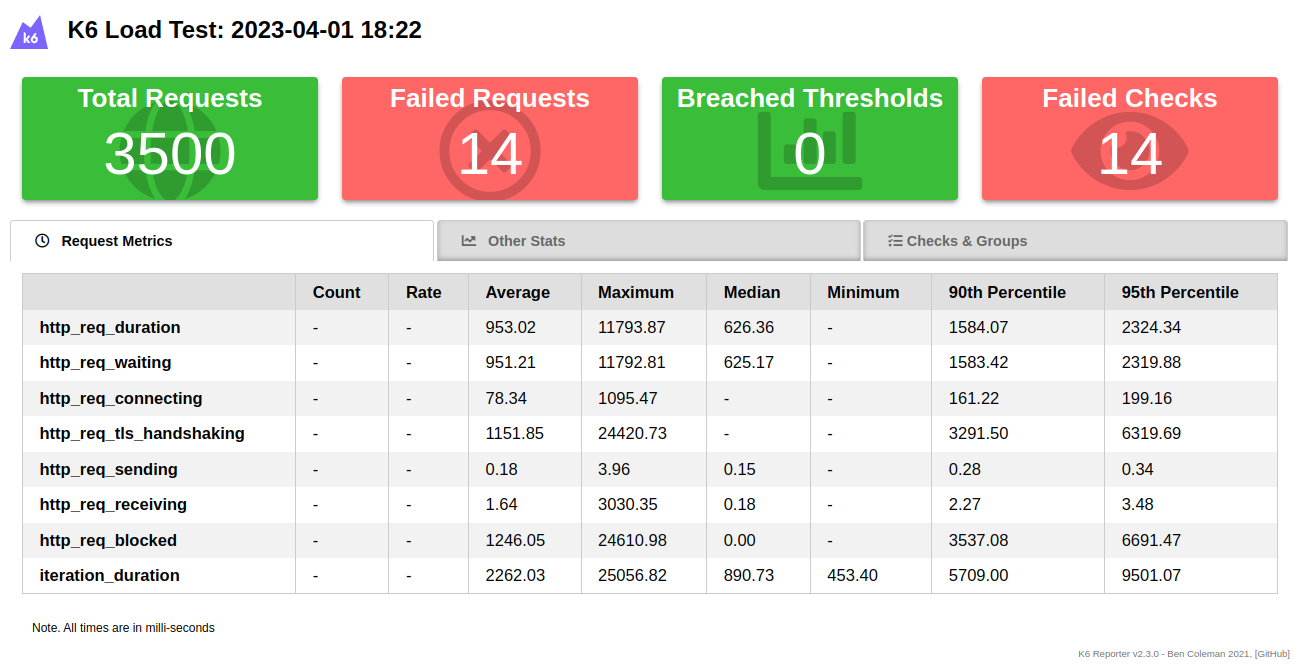 k6
K6 Load Test: 2023-04-01 18:22
Total Requests
3500
Failed Requests
14
Breached Thresholds
0
Failed Checks
14
Request Metrics
Other Stats
Checks & Groups
Count Rate Average Maximum Median Minimum 90th Percentile 95th Percentile
http_req_duration - - 953.02 11793.87 626.36 - 1584.07 2324.34
http_req_waiting - - 951.21 11792.81 625.17 - 1583.42 2319.88
http_req_connecting - - 78.34 1095.47 - - 161.22 199.16
http_req_tls_handshaking - - 1151.85 24420.73 - - 3291.50 6319.69
http_req_sending - - 0.18 3.96 0.15 - 0.28 0.34
http_req_receiving - - 1.64 3030.35 0.18 - 2.27 3.48
http_req_blocked - - 1246.05 24610.98 0.00 - 3537.08 6691.47
iteration_duration - - 2262.03 25056.82 890.73 453.40 5709.00 9501.07
Note. All times are in milli-seconds
K6 Reporter v2.3.0 - Ben Coleman 2021, [GitHub]